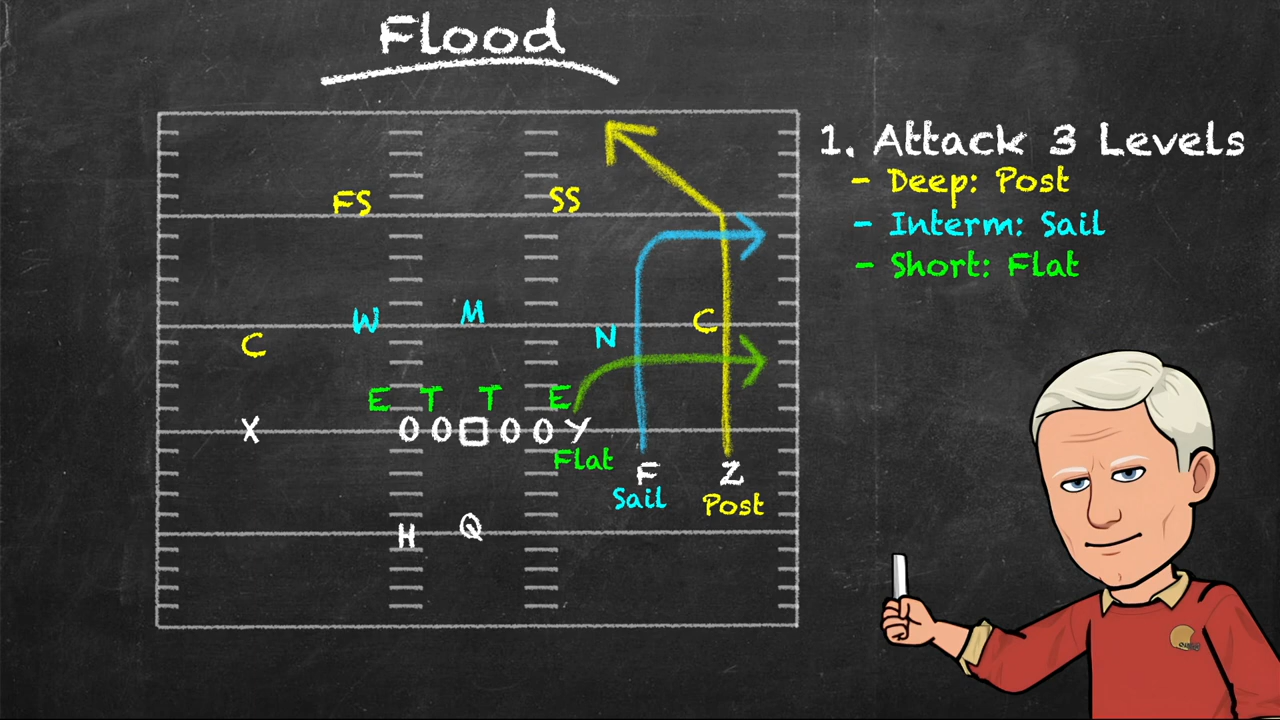 Flood
1. Attack 3 Levels
- Deep: Post
- Interm: Sail
- Short: Flat
FS SS
W M
C N C
E T T E
X O O O O Y
Flat
F Z
Sail Post
H Q